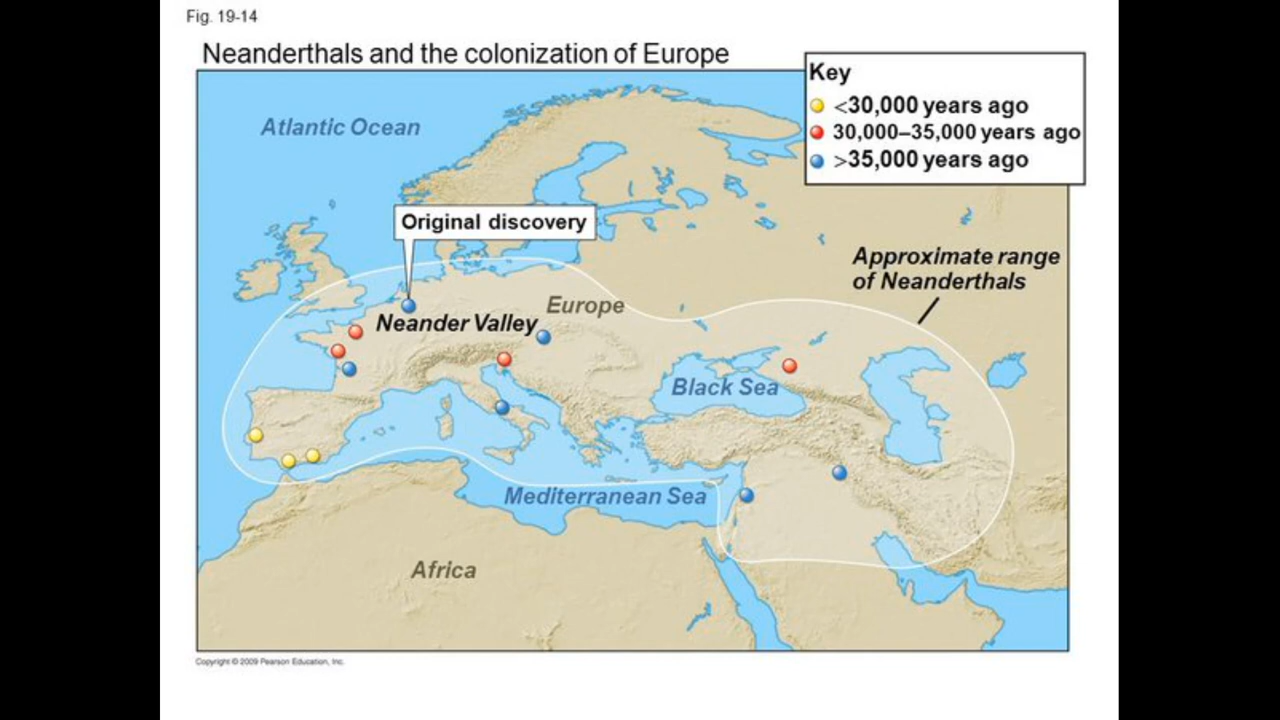 Fig. 19-14
Neanderthals and the colonization of Europe
Key
<30,000 years ago
30,000–35,000 years ago
>35,000 years ago
Atlantic Ocean
Original discovery
Approximate range
of Neanderthals
Europe
Neander Valley
Black Sea
Mediterranean Sea
Africa
Copyright © 2009 Pearson Education, Inc.